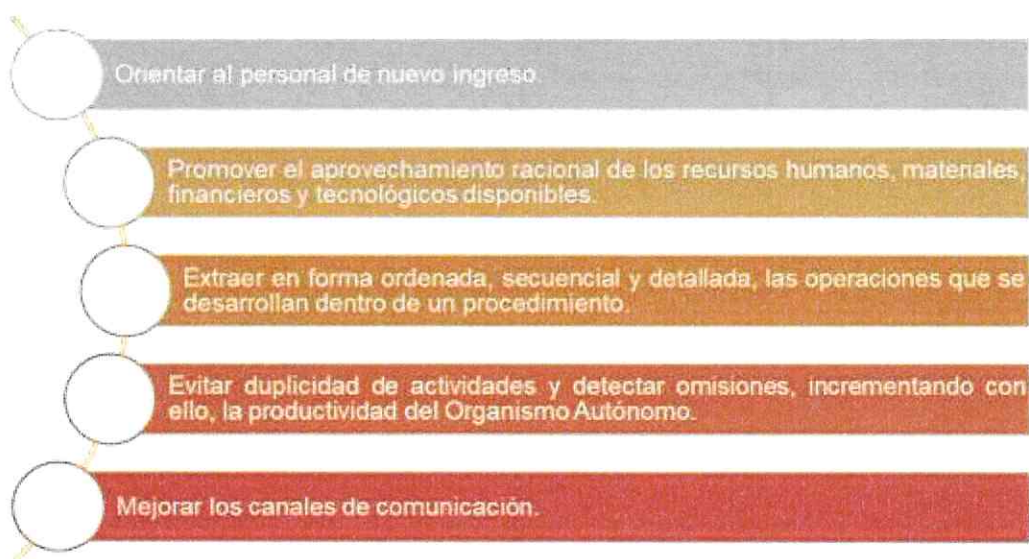 Orientar al personal de nuevo ingreso.
Promover el aprovechamiento racional de los recursos humanos, materiales,
financieros y tecnológicos disponibles.
Extraer en forma ordenada, secuencial y detallada, las operaciones que se
desarrollan dentro de un procedimiento.
Evitar duplicidad de actividades y detectar omisiones, incrementando con
ello, la productividad del Organismo Autónomo.
Mejorar los canales de comunicación.